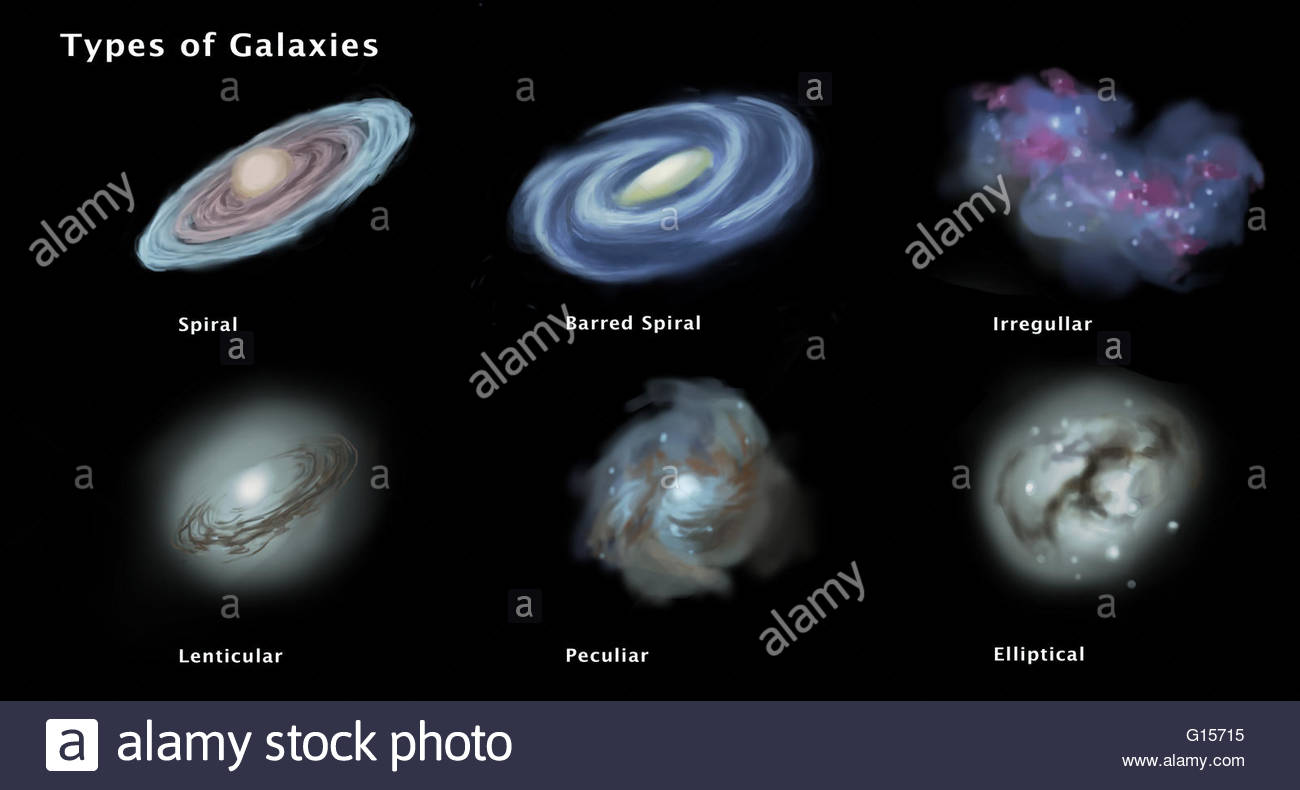 Types of Galaxies
a
a
a
a
alamy
a
a
alamy
a
Spiral
Barred Spiral
Irregullar
a
alamy
a
a
a
a
a
a
a
a
a
a
alamy
Lenticular
Peculiar
Elliptical
a alamy stock photo
G15715
www.alamy.com